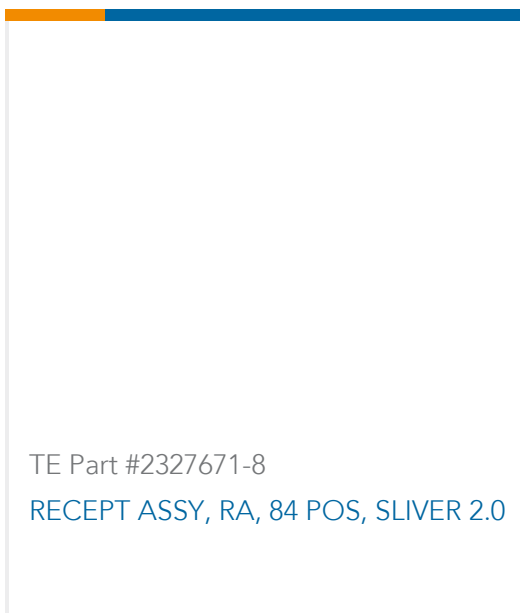 TE Part #2327671-8
RECEPT ASSY, RA, 84 POS, SLIVER 2.0